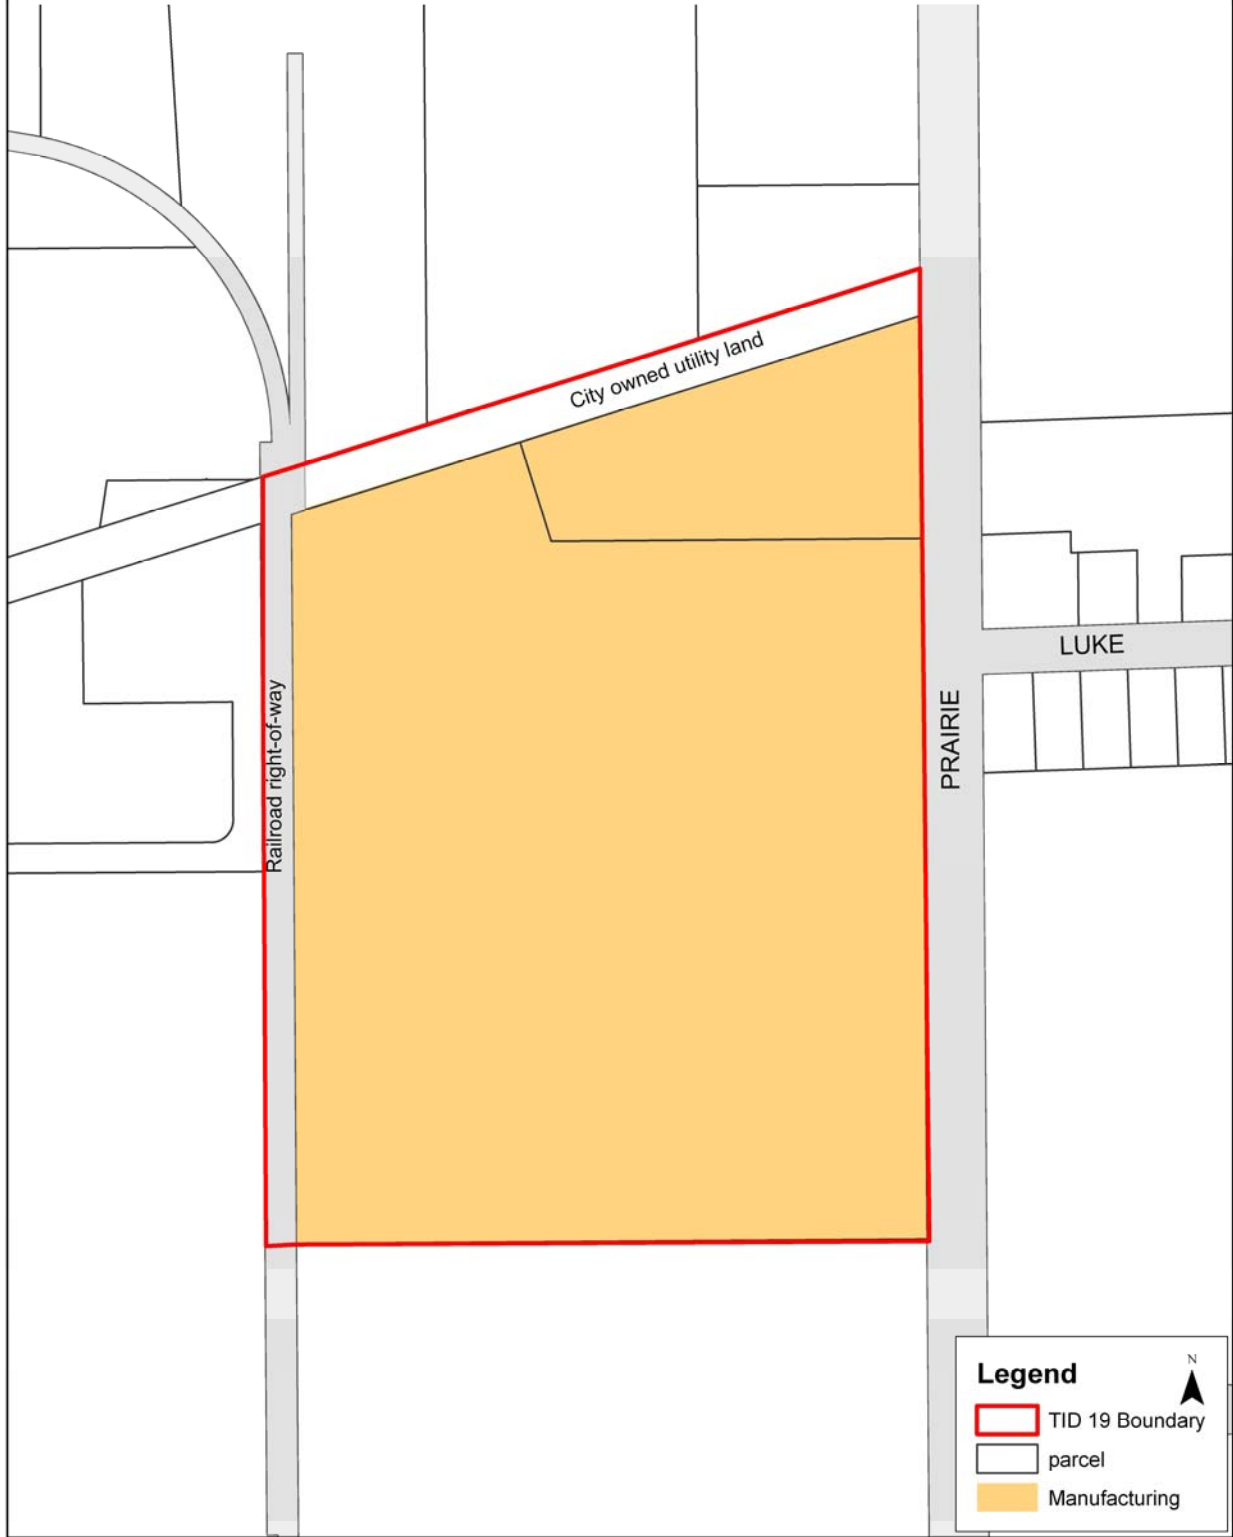 City owned utility land
LUKE
PRAIRIE
Railroad right-of-way
Legend
N
TID 19 Boundary
parcel
Manufacturing